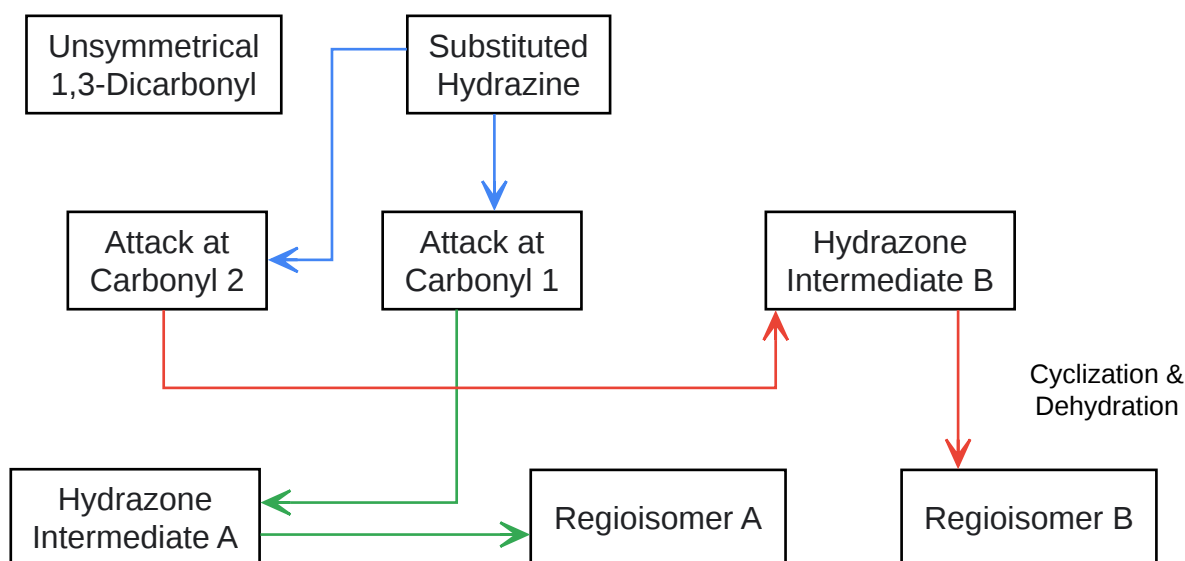 Unsymmetrical
1,3-Dicarbonyl
Substituted
Hydrazine
Attack at
Carbonyl 2
Attack at
Carbonyl 1
Hydrazone
Intermediate B
Cyclization &
Dehydration
Hydrazone
Intermediate A
Regioisomer A
Regioisomer B